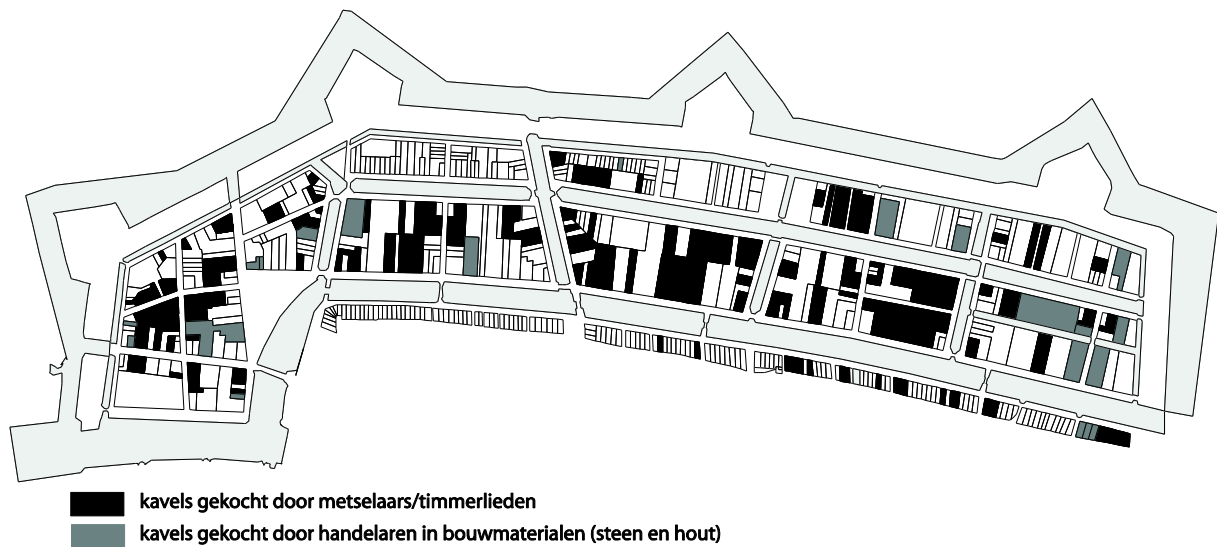 kavels gekocht door metselaars/timmerlieden
kavels gekocht door handelaren in bouwmaterialen (steen en hout)